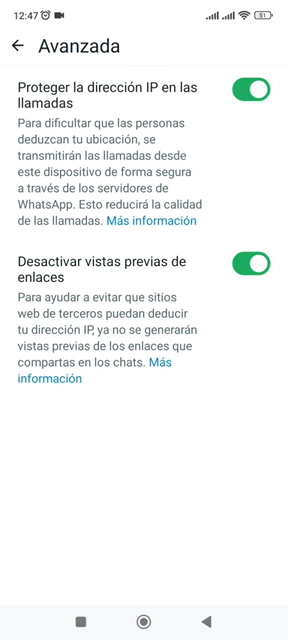 12:47
51
Avanzada
Proteger la dirección IP en las
llamadas
Para dificultar que las personas
deduzcan tu ubicación, se
transmitirán las llamadas desde
este dispositivo de forma segura
a través de los servidores de
WhatsApp. Esto reducirá la calidad
de las llamadas. Más información
Desactivar vistas previas de
enlaces
Para ayudar a evitar que sitios
web de terceros puedan deducir
tu dirección IP, ya no se generarán
vistas previas de los enlaces que
compartas en los chats. Más
información